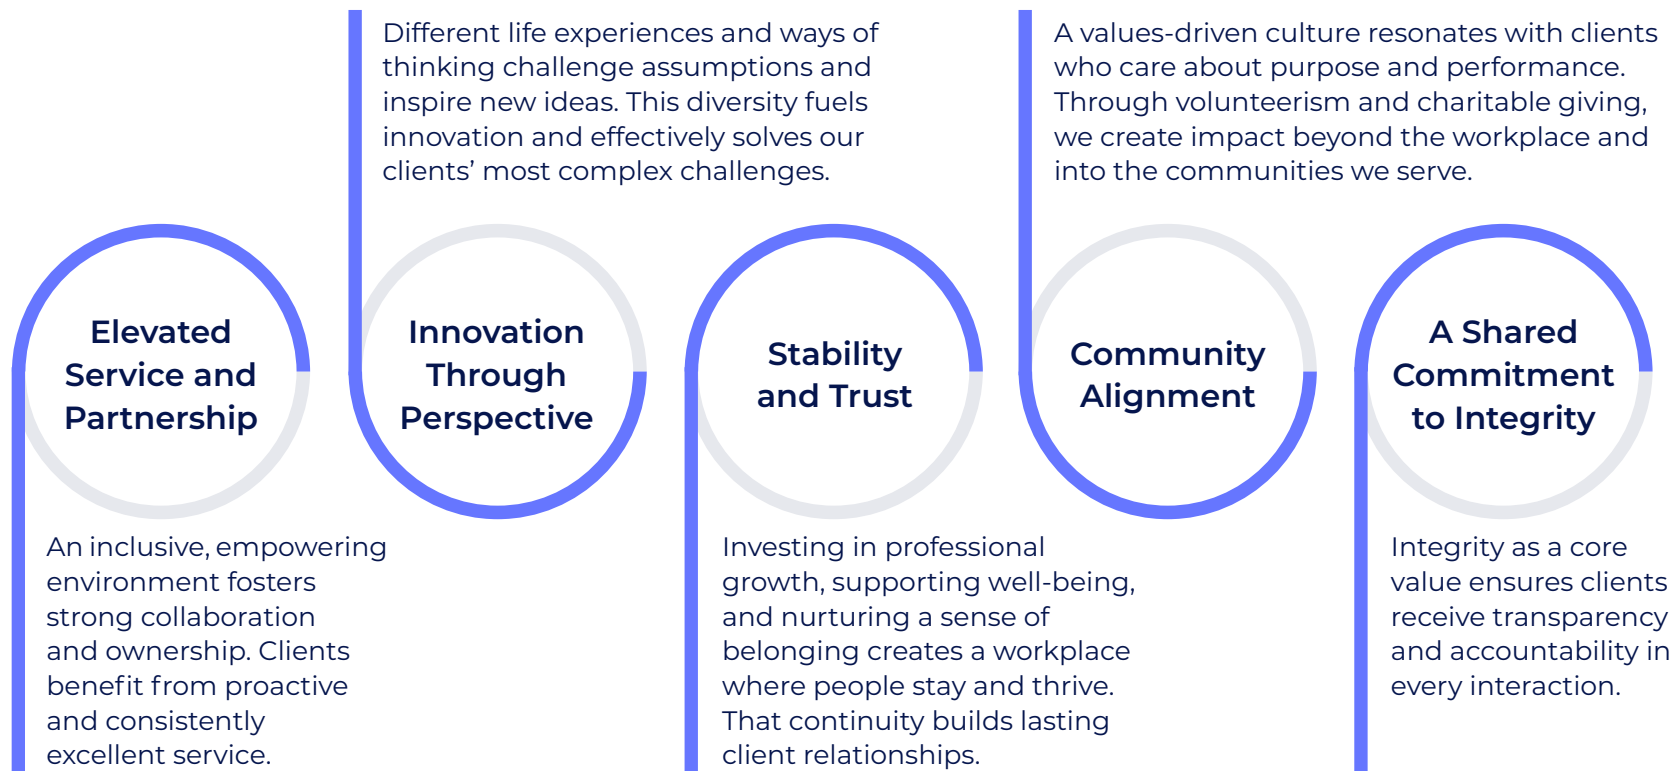 Elevated
Service and
Partnership
An inclusive, empowering
environment fosters
strong collaboration
and ownership. Clients
benefit from proactive
and consistently
excellent service.
Different life experiences and ways of
thinking challenge assumptions and
inspire new ideas. This diversity fuels
innovation and effectively solves our
clients’ most complex challenges.
Innovation
Through
Perspective
Stability
and Trust
Investing in professional
growth, supporting well-being,
and nurturing a sense of
belonging creates a workplace
where people stay and thrive.
That continuity builds lasting
client relationships.
A values-driven culture resonates with clients
who care about purpose and performance.
Through volunteerism and charitable giving,
we create impact beyond the workplace and
into the communities we serve.
Community
Alignment
A Shared
Commitment
to Integrity
Integrity as a core
value ensures clients
receive transparency
and accountability in
every interaction.